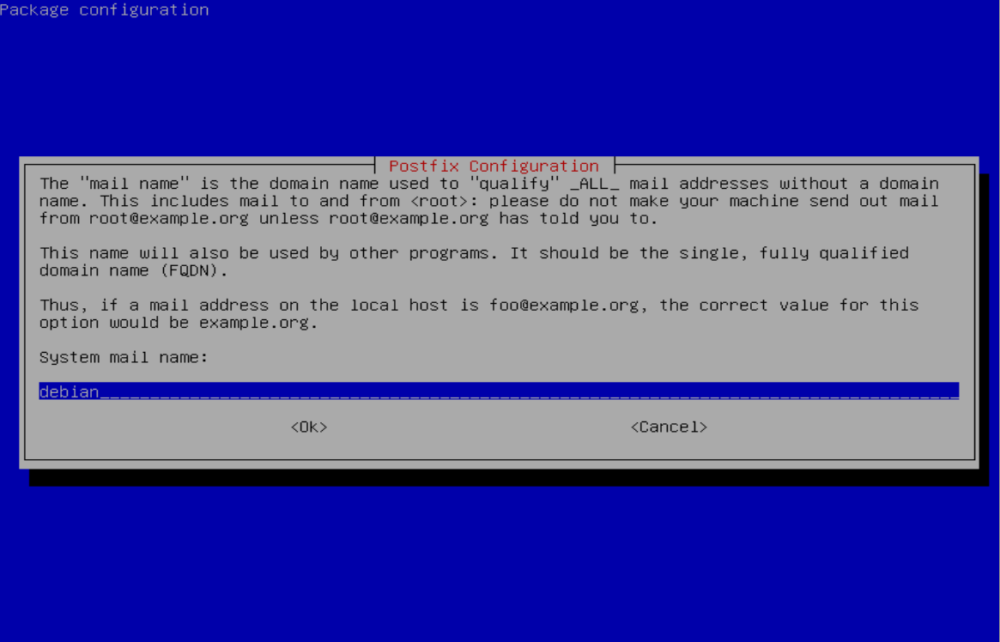 Package configuration
Postfix Configuration
The "mail name" is the domain name used to "qualify" _ALL_ mail addresses without a domain
name. This includes mail to and from <root>: please do not make your machine send out mail
from root@example.org unless root@example.org has told you to.
This name will also be used by other programs. It should be the single, fully qualified
domain name (FQDN).
Thus, if a mail address on the local host is foo@example.org, the correct value for this
option would be example.org.
System mail name:
debian
<Ok> <Cancel>